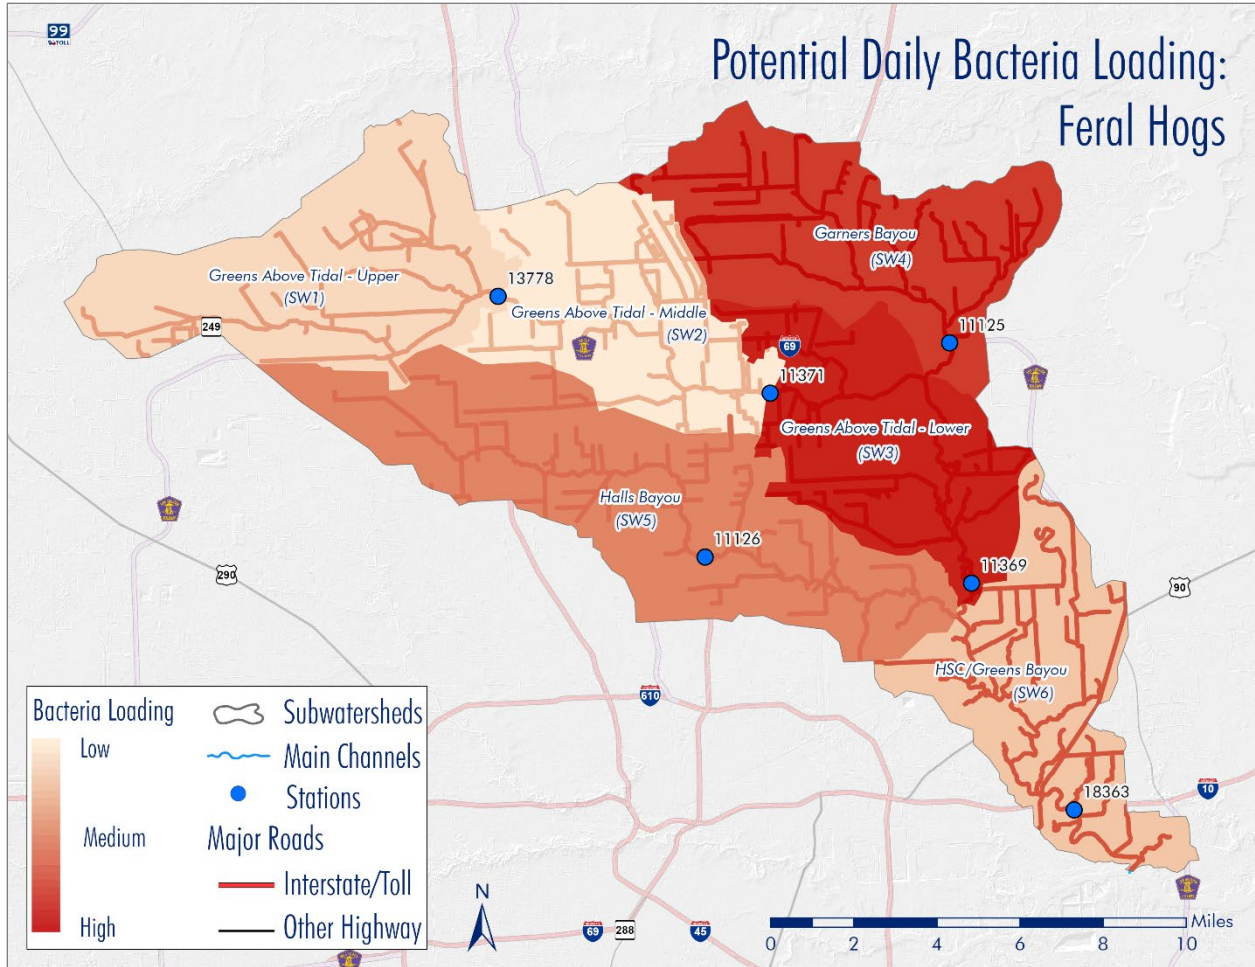 99
TOLL
Potential Daily Bacteria Loading:
Feral Hogs
Garners Bayou
(SW4)
Greens Above Tidal - Upper
(SW1)
13778
Greens Above Tidal - Middle
(SW2)
249
69
11125
11371
Greens Above Tidal - Lower
(SW3)
Halls Bayou
(SW5)
11126
11369
290
90
HSC/Greens Bayou
(SW6)
610
18363
10
Bacteria Loading
Low
Medium
High
Subwatersheds
Main Channels
Stations
Major Roads
Interstate/Toll
Other Highway
N
69
288
45
Miles
0 2 4 6 8 10